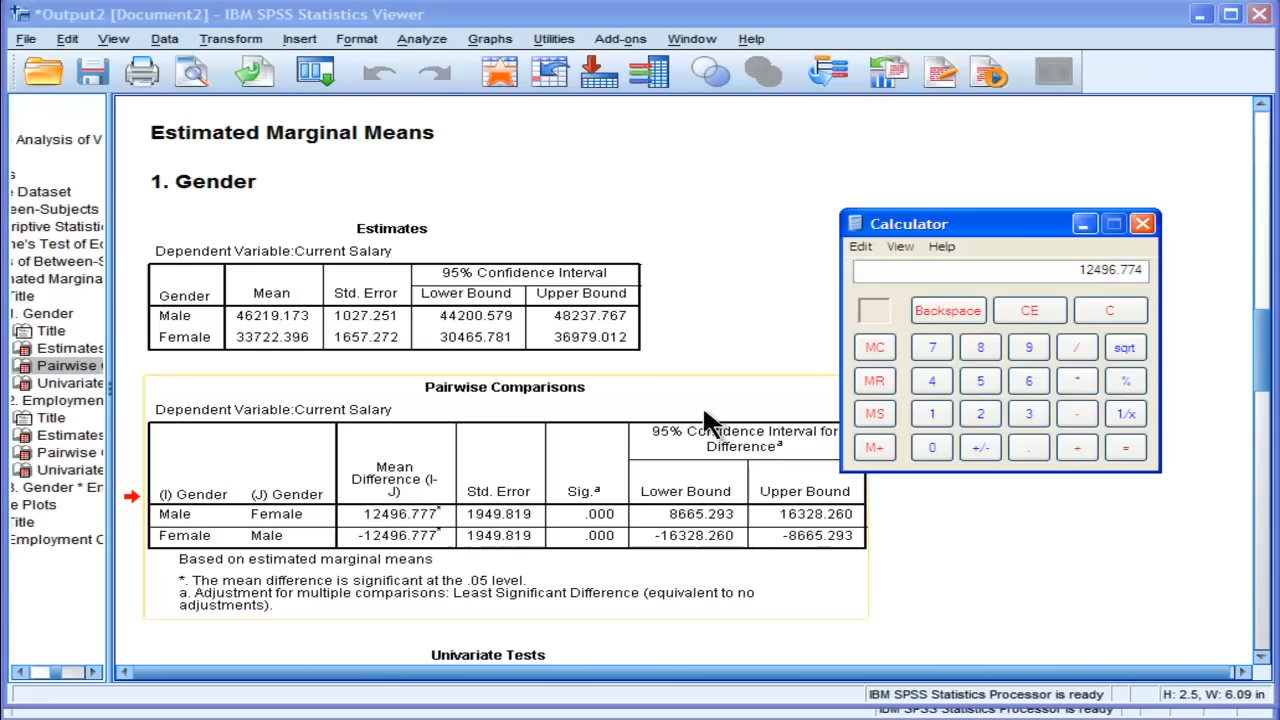 *Output2 [Document2] - IBM SPSS Statistics Viewer
File Edit View Data Transform Insert Format Analyze Graphs Utilities Add-ons Window Help
Analysis of V
s
e Dataset
een-Subjects
riptive Statisti
ne's Test of Eq
s of Between-S
nated Margina
Title
1. Gender
Title
Estimates
Pairwise
Univariate
2. Employmen
Title
Estimates
Pairwise
Univariate
3. Gender * En
e Plots
Title
Employment C
Estimated Marginal Means
1. Gender
Estimates
Dependent Variable:Current Salary
95% Confidence Interval
Gender Mean Std. Error Lower Bound Upper Bound
Male 46219.173 1027.251 44200.579 48237.767
Female 33722.396 1657.272 30465.781 36979.012
Pairwise Comparisons
Dependent Variable:Current Salary
95% Confidence Interval for
Differenceᵃ
Mean
Difference (I-
J)
(I) Gender (J) Gender Std. Error Sig.ᵃ Lower Bound Upper Bound
Male Female 12496.777* 1949.819 .000 8665.293 16328.260
Female Male -12496.777* 1949.819 .000 -16328.260 -8665.293
Based on estimated marginal means
*. The mean difference is significant at the .05 level.
a. Adjustment for multiple comparisons: Least Significant Difference (equivalent to no
adjustments).
Univariate Tests
Calculator
Edit View Help
12496.774
Backspace CE C
MC 7 8 9 / sqrt
MR 4 5 6 * %
MS 1 2 3 - 1/x
M+ 0 +/- . + =
IBM SPSS Statistics Processor is ready H: 2.5, W: 6.09 in
IBM SPSS Statistics Processor is ready